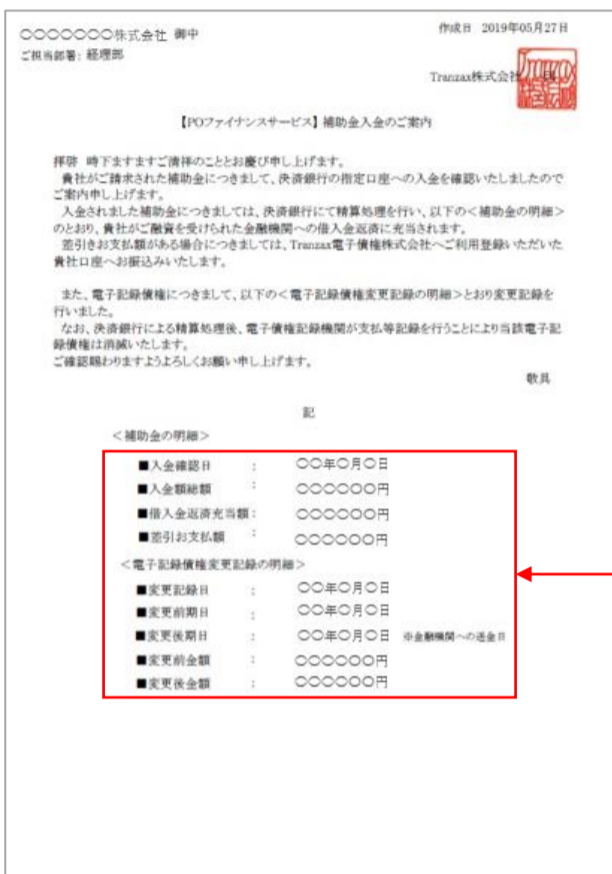 〇〇〇〇〇〇〇株式会社 御中
作成日 2019年05月27日
ご担当部署: 経理部
Tranzax株式会社
【POファイナンスサービス】補助金入金のご案内
拝啓 時下ますますご清祥のこととお慶び申し上げます。
貴社がご請求された補助金につきまして、決済銀行の指定口座への入金を確認いたしましたので
ご案内申し上げます。
入金されました補助金につきましては、決済銀行にて精算処理を行い、以下の<補助金の明細>
のとおり、貴社がご融資を受けられた金融機関への借入金返済に充当されます。
差引きお支払額がある場合につきましては、Tranzax電子債権株式会社へご利用登録いただいた
貴社口座へお振込みいたします。
また、電子記録債権につきまして、以下の<電子記録債権変更記録の明細>とおり変更記録を
行いました。
なお、決済銀行による精算処理後、電子債権記録機関が支払等記録を行うことにより当該電子記
録債権は消滅いたします。
ご確認賜わりますようよろしくお願い申し上げます。
敬具
記
<補助金の明細>
■入金確認日 : 〇〇年〇月〇日
■入金額総額 : 〇〇〇〇〇〇円
■借入金返済充当額: 〇〇〇〇〇〇円
■差引お支払額 : 〇〇〇〇〇〇円
<電子記録債権変更記録の明細>
■変更記録日 : 〇〇年〇月〇日
■変更前期日 : 〇〇年〇月〇日
■変更後期日 : 〇〇年〇月〇日 ※金融機関への送金日
■変更前金額 : 〇〇〇〇〇〇円
■変更後金額 : 〇〇〇〇〇〇円